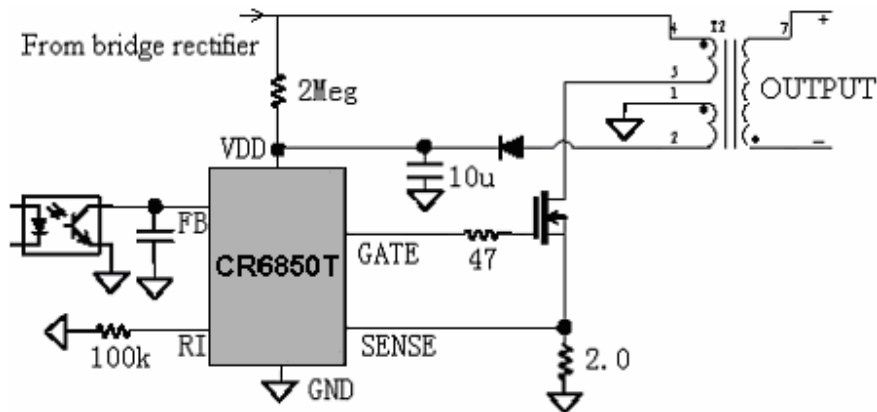 4
T2
7
+
From bridge rectifier
2Meg
3
1
OUTPUT
VDD
2
−
10u
FB
GATE
47
CR6850T
RI
SENSE
100k
2.0
GND